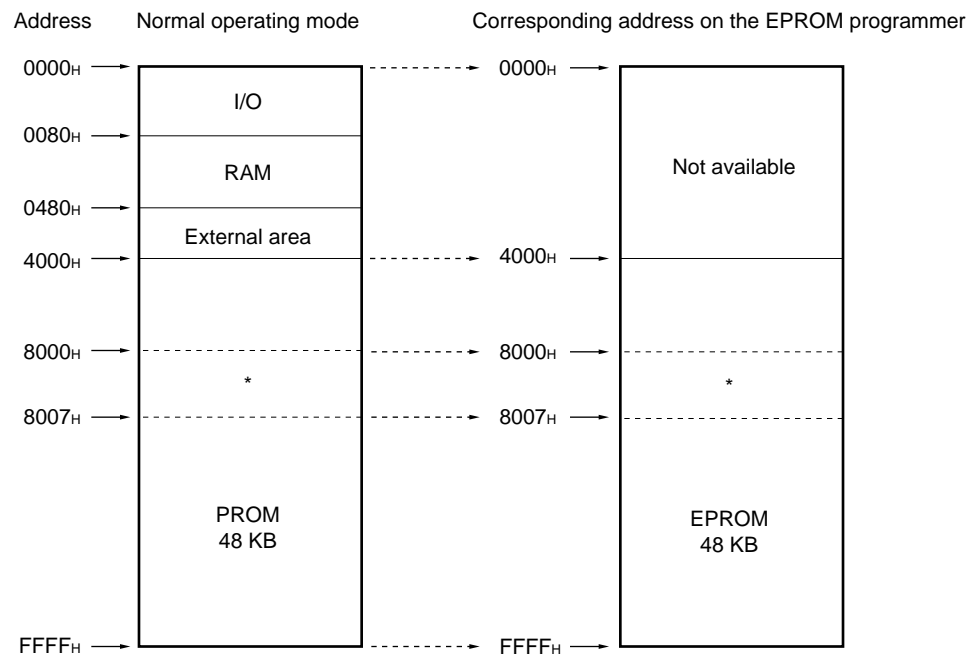 Address Normal operating mode Corresponding address on the EPROM programmer
0000H 0000H
I/O
0080H
RAM Not available
0480H
External area
4000H 4000H
8000H 8000H
* *
8007H 8007H
PROM EPROM
48 KB 48 KB
FFFFH FFFFH